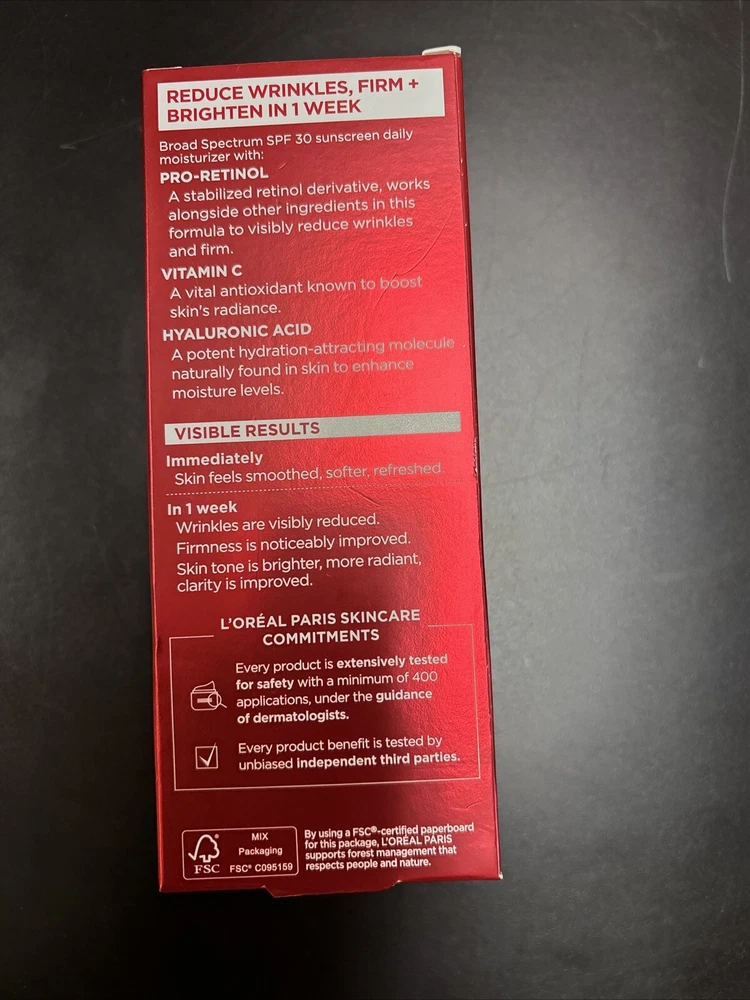 REDUCE WRINKLES, FIRM +
BRIGHTEN IN 1 WEEK
Broad Spectrum SPF 30 sunscreen daily
moisturizer with:
PRO-RETINOL
A stabilized retinol derivative, works
alongside other ingredients in this
formula to visibly reduce wrinkles
and firm.
VITAMIN C
A vital antioxidant known to boost
skin's radiance.
HYALURONIC ACID
A potent hydration-attracting molecule
naturally found in skin to enhance
moisture levels.
VISIBLE RESULTS
Immediately
Skin feels smoothed, softer, refreshed.
In 1 week
Wrinkles are visibly reduced.
Firmness is noticeably improved.
Skin tone is brighter, more radiant,
clarity is improved.
L'ORÉAL PARIS SKINCARE
COMMITMENTS
Every product is extensively tested
for safety with a minimum of 400
applications, under the guidance
of dermatologists.
Every product benefit is tested by
unbiased independent third parties.
FSC
MIX
Packaging
FSC® C095159
By using a FSC®-certified paperboard
for this package, L'ORÉAL PARIS
supports forest management that
respects people and nature.